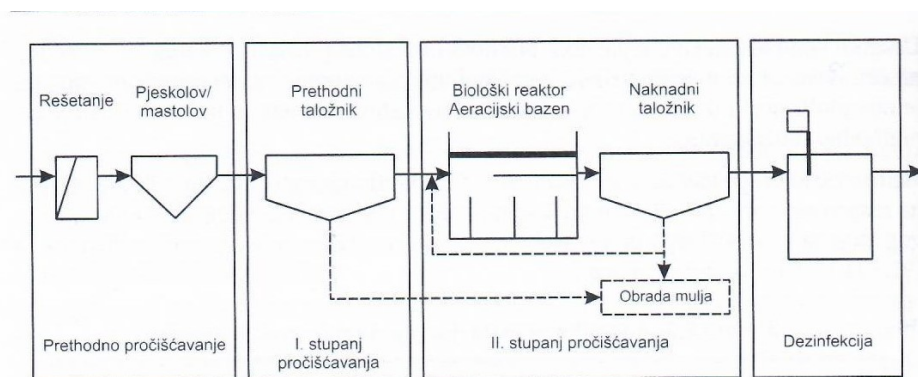 Rešetanje
Pjeskolov/
mastolov
Prethodni
taložnik
Biološki reaktor
Aeracijski bazen
Naknadni
taložnik
Obrada mulja
Prethodno pročišćavanje
I. stupanj
pročišćavanja
II. stupanj pročišćavanja
Dezinfekcija